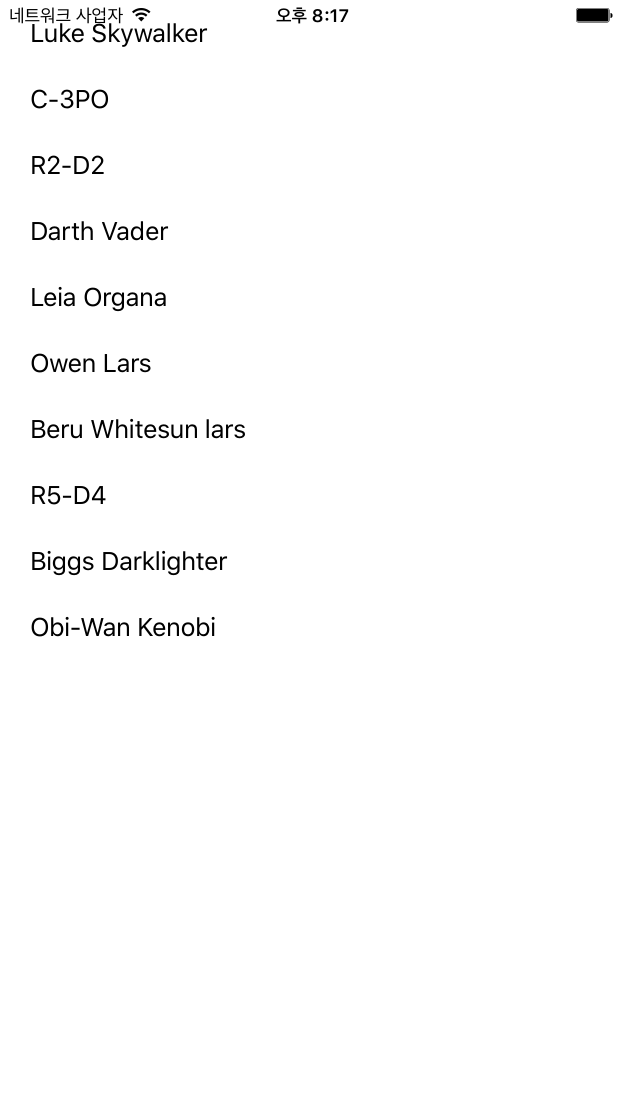 네트워크 사업자 오후 8:17
Luke Skywalker
C-3PO
R2-D2
Darth Vader
Leia Organa
Owen Lars
Beru Whitesun lars
R5-D4
Biggs Darklighter
Obi-Wan Kenobi